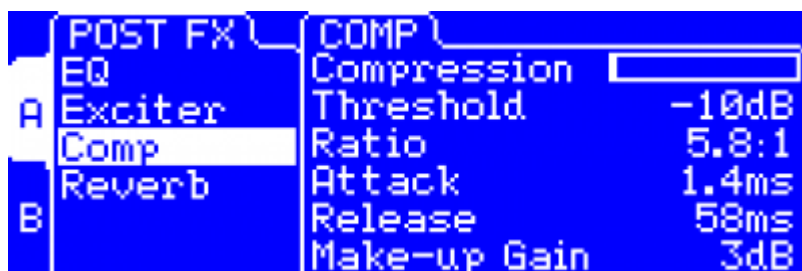 POST FX COMP
EQ Compression
A Exciter Threshold -10dB
Comp Ratio 5.8:1
Reverb Attack 1.4ms
B Release 58ms
Make-up Gain 3dB